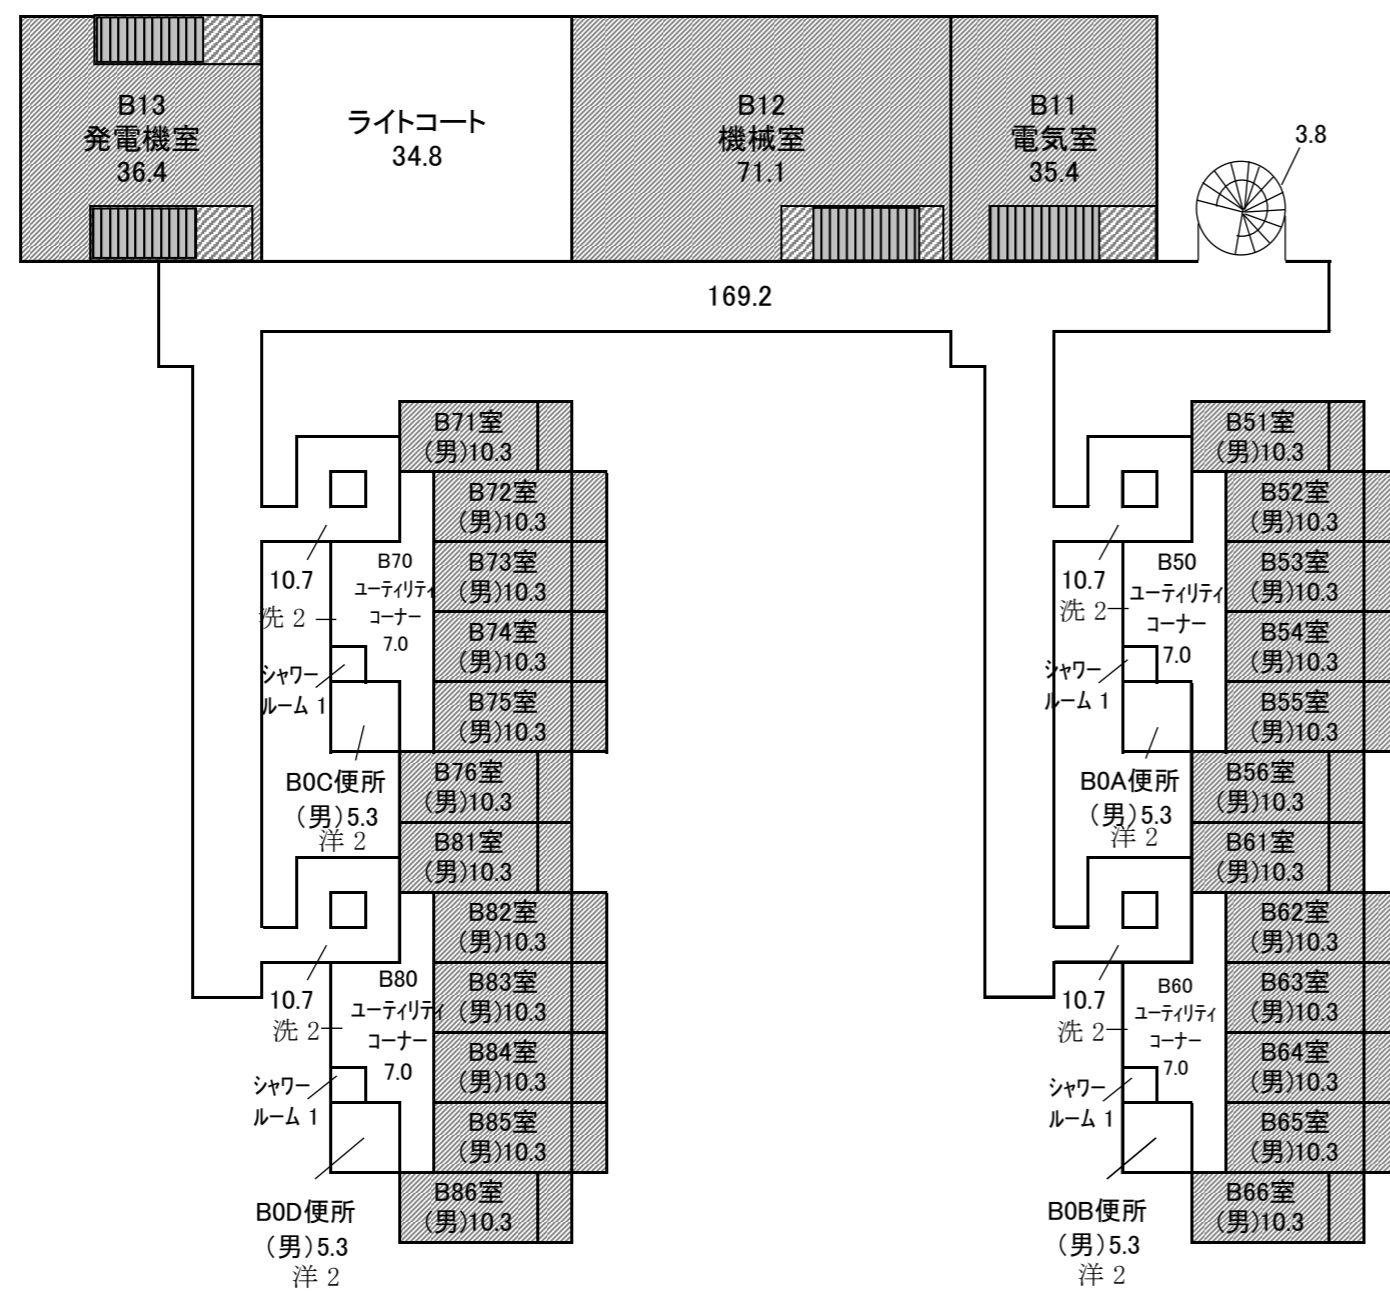 B13
発電機室
36.4
ライトコート
34.8
B12
機械室
71.1
B11
電気室
35.4
3.8
169.2
B71室
(男)10.3
B72室
(男)10.3
B73室
(男)10.3
B74室
(男)10.3
B75室
(男)10.3
B76室
(男)10.3
B81室
(男)10.3
B82室
(男)10.3
B83室
(男)10.3
B84室
(男)10.3
B85室
(男)10.3
B86室
(男)10.3
10.7
洗 2
B70
ユーティリティ
コーナー
7.0
シャワー
ルーム 1
B0C便所
(男)5.3
洋 2
10.7
洗 2
B80
ユーティリティ
コーナー
7.0
シャワー
ルーム 1
B0D便所
(男)5.3
洋 2
B51室
(男)10.3
B52室
(男)10.3
B53室
(男)10.3
B54室
(男)10.3
B55室
(男)10.3
B56室
(男)10.3
B61室
(男)10.3
B62室
(男)10.3
B63室
(男)10.3
B64室
(男)10.3
B65室
(男)10.3
B66室
(男)10.3
10.7
洗 2
B50
ユーティリティ
コーナー
7.0
シャワー
ルーム 1
B0A便所
(男)5.3
洋 2
10.7
洗 2
B60
ユーティリティ
コーナー
7.0
シャワー
ルーム 1
B0B便所
(男)5.3
洋 2